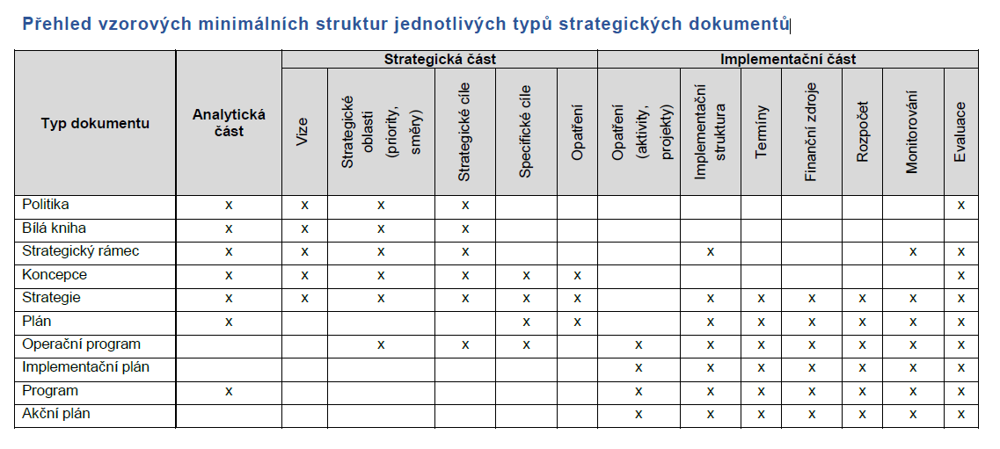 Přehled vzorových minimálních struktur jednotlivých typů strategických dokumentů
Typ dokumentu
Analytická
část
Strategická část
Implementační část
Vize
Strategické
oblasti
(priority,
směry)
Strategické cíle
Specifické cíle
Opatření
Opatření
(aktivity,
projekty)
Implementační
struktura
Termíny
Finanční zdroje
Rozpočet
Monitorování
Evaluace
Politika x x x x x
Bílá kniha x x x x
Strategický rámec x x x x x x x
Koncepce x x x x x x x
Strategie x x x x x x x x x x x x
Plán x x x x x x x x x
Operační program x x x x x x x x x x
Implementační plán x x x x x x x
Program x x x x x x x x
Akční plán x x x x x x x